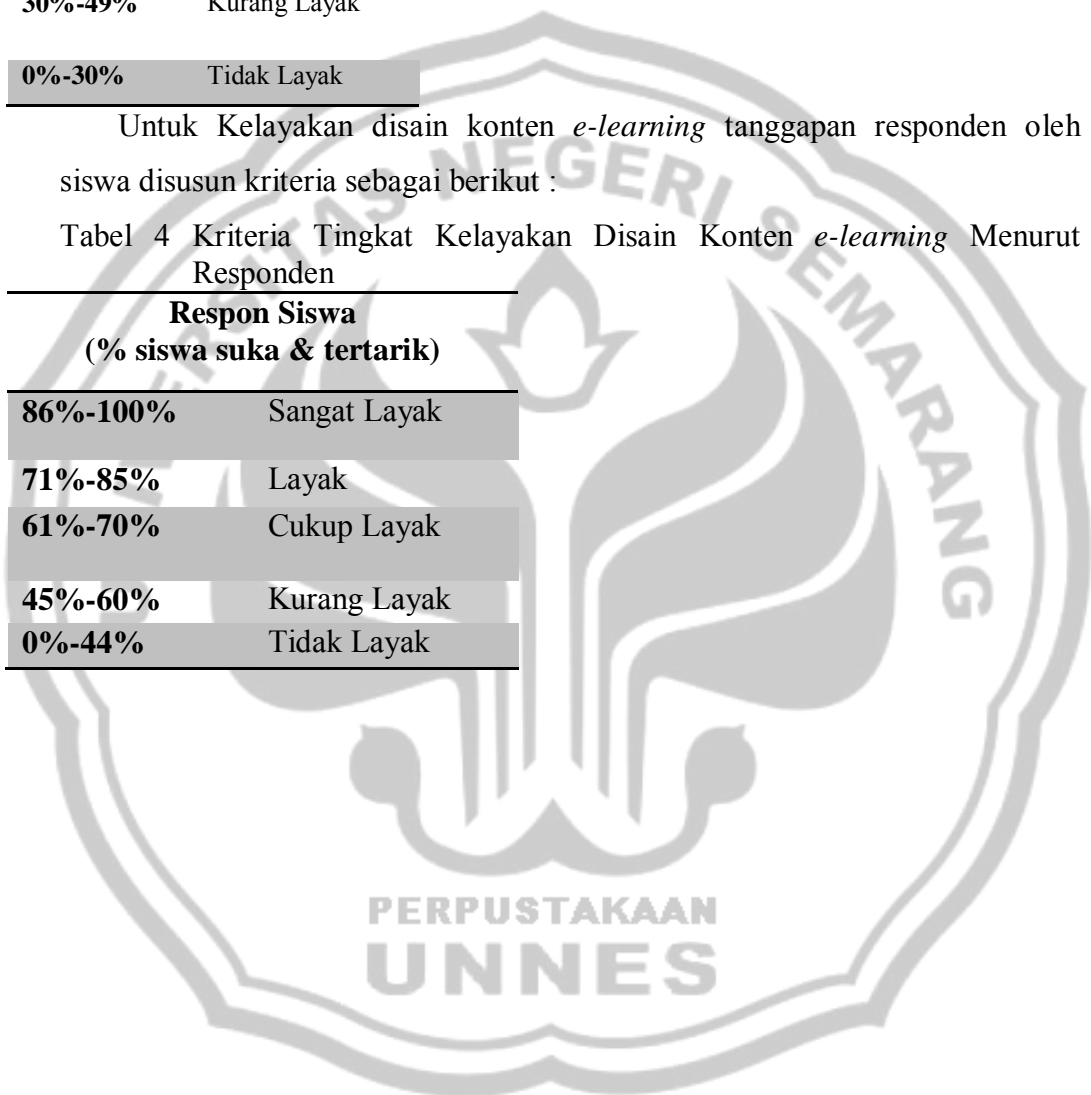 30%-49% Kurang Layak
0%-30% Tidak Layak
Untuk Kelayakan disain konten e-learning tanggapan responden oleh
siswa disusun kriteria sebagai berikut :
Tabel 4 Kriteria Tingkat Kelayakan Disain Konten e-learning Menurut
Responden
Respon Siswa
(% siswa suka & tertarik)
86%-100% Sangat Layak
71%-85% Layak
61%-70% Cukup Layak
45%-60% Kurang Layak
0%-44% Tidak Layak
UNIVERSITAS NEGERI SEMARANG
PERPUSTAKAAN
UNNES